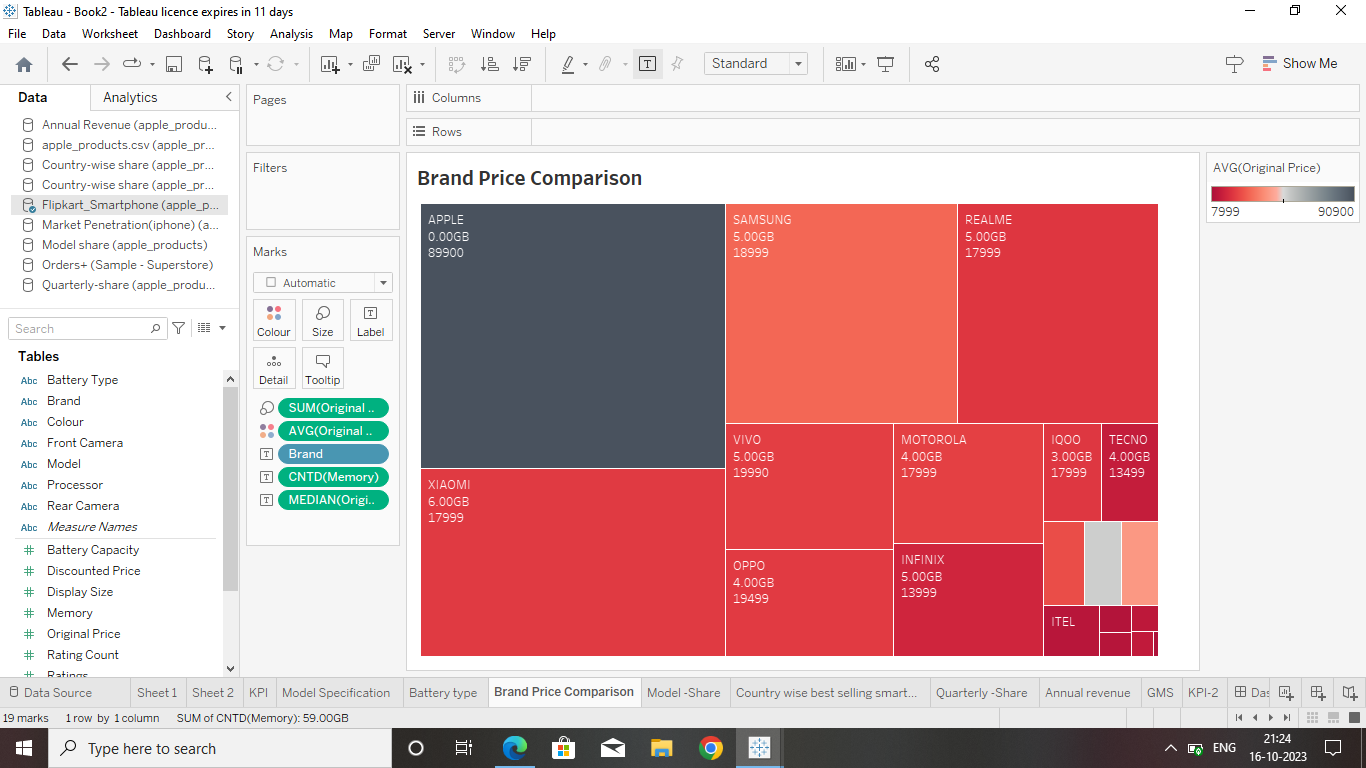 Tableau - Book2 - Tableau licence expires in 11 days
File Data Worksheet Dashboard Story Analysis Map Format Server Window Help
Standard
Show Me
Data Analytics
Annual Revenue (apple_produ...
apple_products.csv (apple_pr...
Country-wise share (apple_pr...
Country-wise share (apple_pr...
Flipkart_Smartphone (apple_p...
Market Penetration(iphone) (a...
Model share (apple_products)
Orders+ (Sample - Superstore)
Quarterly-share (apple_produ...
Search
Tables
Abc Battery Type
Abc Brand
Abc Colour
Abc Front Camera
Abc Model
Abc Processor
Abc Rear Camera
Abc Measure Names
# Battery Capacity
# Discounted Price
# Display Size
# Memory
# Original Price
# Rating Count
# Ratings
Pages
Filters
Marks
Automatic
Colour Size Label
Detail Tooltip
SUM(Original ..
AVG(Original ..
Brand
CNTD(Memory)
MEDIAN(Origi..
Columns
Rows
Brand Price Comparison
APPLE
0.00GB
89900
SAMSUNG
5.00GB
18999
REALME
5.00GB
17999
XIAOMI
6.00GB
17999
VIVO
5.00GB
19990
OPPO
4.00GB
19499
MOTOROLA
4.00GB
17999
INFINIX
5.00GB
13999
IQOO
3.00GB
17999
TECNO
4.00GB
13499
ITEL
AVG(Original Price)
7999 90900
Data Source Sheet 1 Sheet 2 KPI Model Specification Battery type Brand Price Comparison Model -Share Country wise best selling smart... Quarterly -Share Annual revenue GMS KPI-2 Das
19 marks 1 row by 1 column SUM of CNTD(Memory): 59.00GB
Type here to search
ENG
21:24
16-10-2023